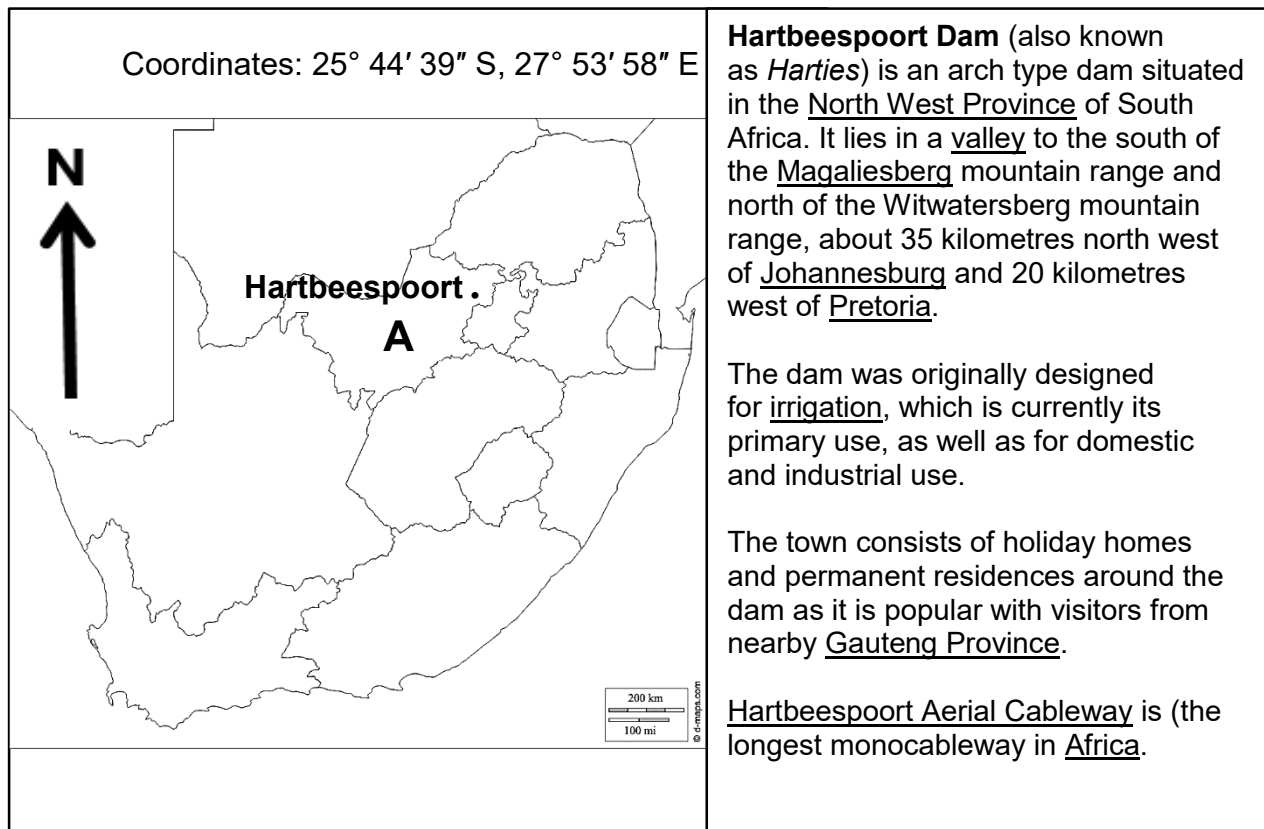 Coordinates: 25° 44′ 39″ S, 27° 53′ 58″ E
N
Hartbeespoort .
A
200 km
100 mi
© d-maps.com
Hartbeespoort Dam (also known
as Harties) is an arch type dam situated
in the North West Province of South
Africa. It lies in a valley to the south of
the Magaliesberg mountain range and
north of the Witwatersberg mountain
range, about 35 kilometres north west
of Johannesburg and 20 kilometres
west of Pretoria.
The dam was originally designed
for irrigation, which is currently its
primary use, as well as for domestic
and industrial use.
The town consists of holiday homes
and permanent residences around the
dam as it is popular with visitors from
nearby Gauteng Province.
Hartbeespoort Aerial Cableway is (the
longest monocableway in Africa.